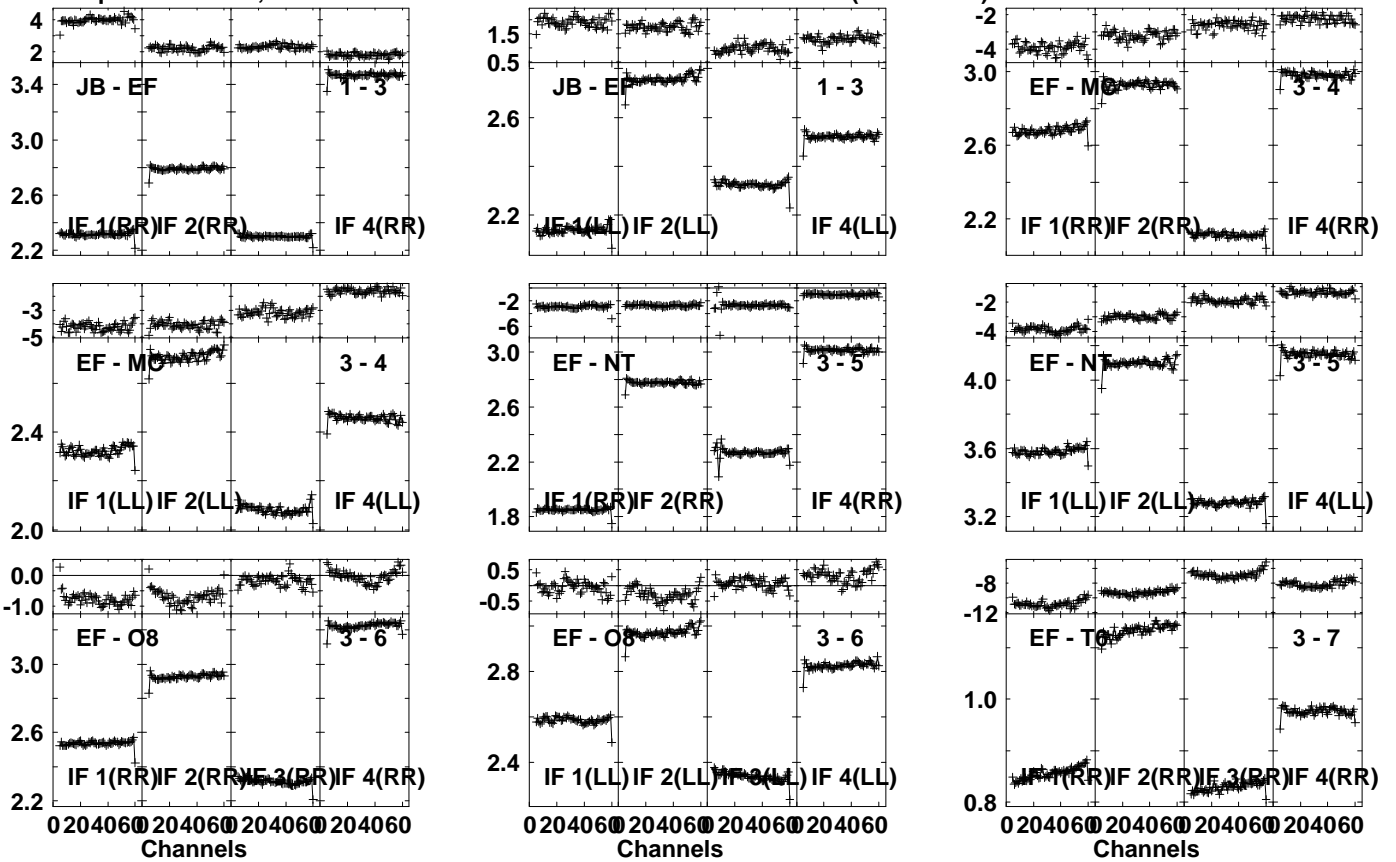 4
2
3.4
3.0
2.6
2.2
JB - EF
1 - 3
IF 1(RR) IF 2(RR) IF 4(RR)
1.5
0.5
2.6
2.2
JB - EF
1 - 3
IF 1(LL) IF 2(LL) IF 4(LL)
-2
-4
3.0
2.6
2.2
EF - MC
3 - 4
IF 1(RR) IF 2(RR) IF 4(RR)
-3
-5
2.4
2.0
EF - MC
3 - 4
IF 1(LL) IF 2(LL) IF 4(LL)
-2
-6
3.0
2.6
2.2
1.8
EF - NT
3 - 5
IF 1(RR) IF 2(RR) IF 4(RR)
-2
-4
4.0
3.6
3.2
EF - NT
3 - 5
IF 1(LL) IF 2(LL) IF 4(LL)
0.0
-1.0
3.0
2.6
2.2
EF - O8
3 - 6
IF 1(RR) IF 2(RR) IF 3(RR) IF 4(RR)
0 20 40 60 0 20 40 60 0 20 40 60 0 20 40 60
Channels
0.5
-0.5
2.8
2.4
EF - O8
3 - 6
IF 1(LL) IF 2(LL) IF 3(LL) IF 4(LL)
0 20 40 60 0 20 40 60 0 20 40 60 0 20 40 60
Channels
-8
-12
1.0
0.8
EF - T6
3 - 7
IF 1(RR) IF 2(RR) IF 3(RR) IF 4(RR)
0 20 40 60 0 20 40 60 0 20 40 60 0 20 40 60
Channels